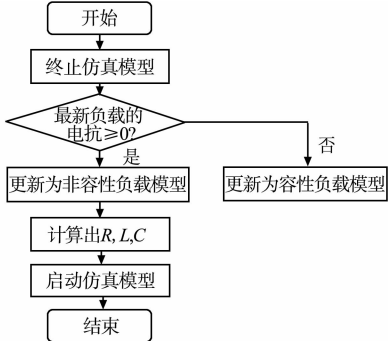 开始
终止仿真模型
最新负载的
电抗≥0?
是
否
更新为非容性负载模型
更新为容性负载模型
计算出R, L,C
启动仿真模型
结束